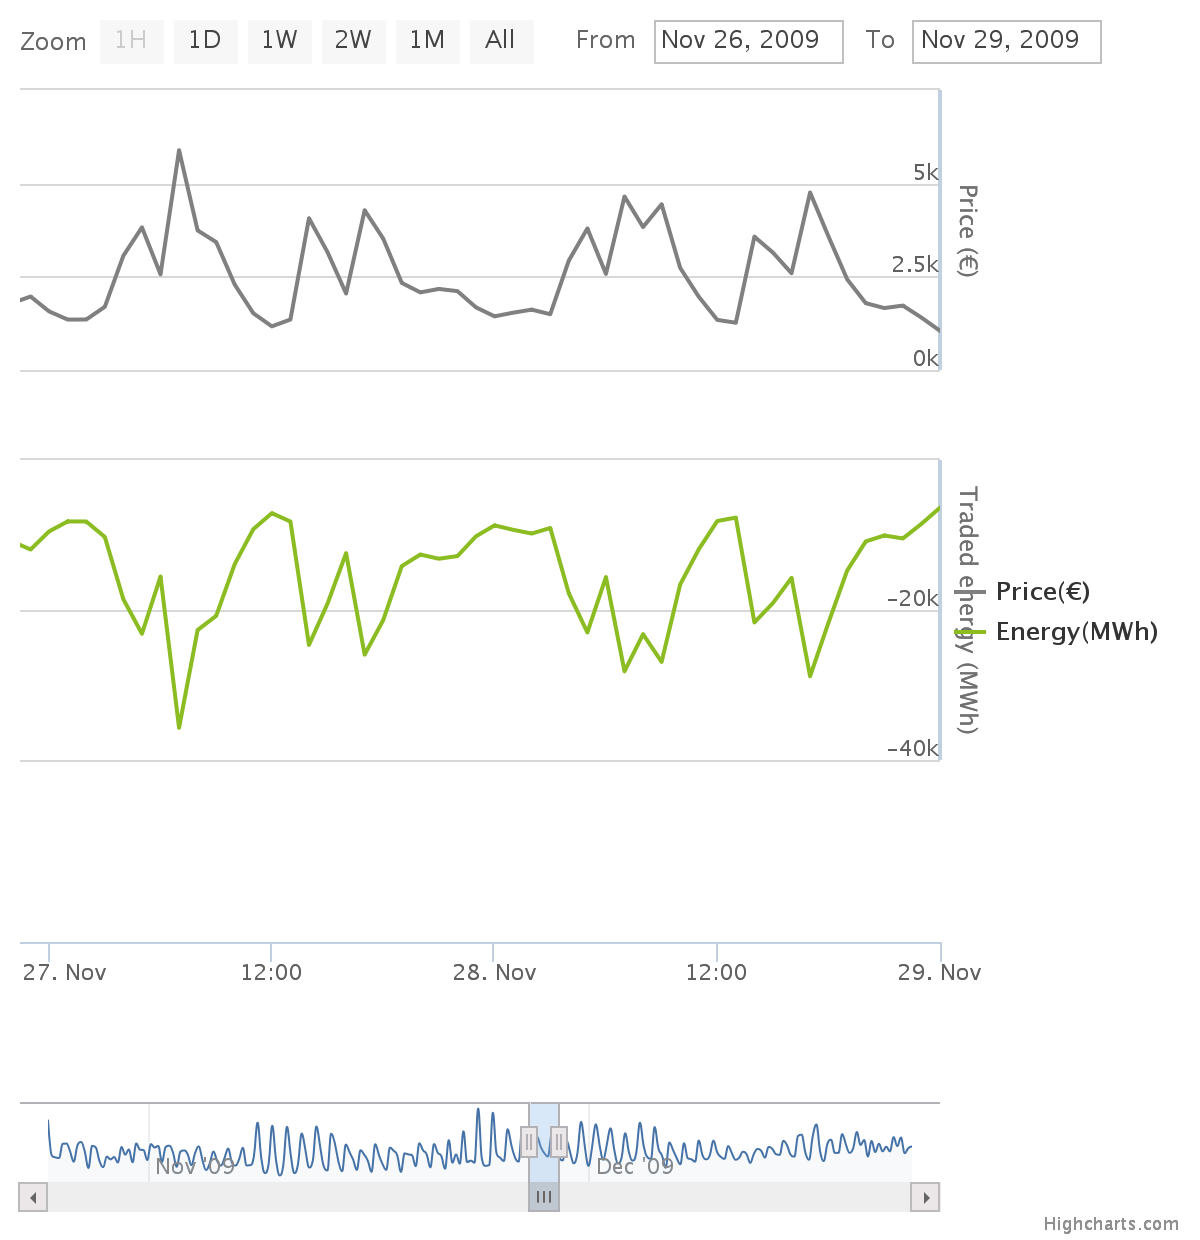 Zoom 1H 1D 1W 2W 1M All From Nov 26, 2009 To Nov 29, 2009
5k
2.5k
0k
Price (€)
−20k
−40k
Traded energy (MWh)
Price(€)
Energy(MWh)
27. Nov 12:00 28. Nov 12:00 29. Nov
Nov '09 Dec '09
Highcharts.com